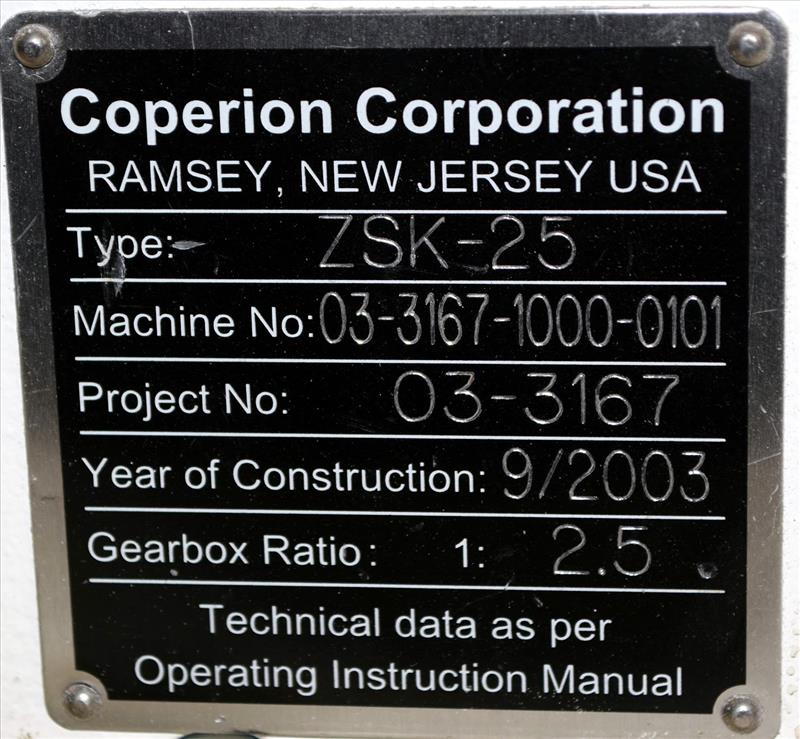 Coperion Corporation
RAMSEY, NEW JERSEY USA
Type: ZSK-25
Machine No: 03-3167-1000-0101
Project No: 03-3167
Year of Construction: 9/2003
Gearbox Ratio: 1: 2.5
Technical data as per
Operating Instruction Manual